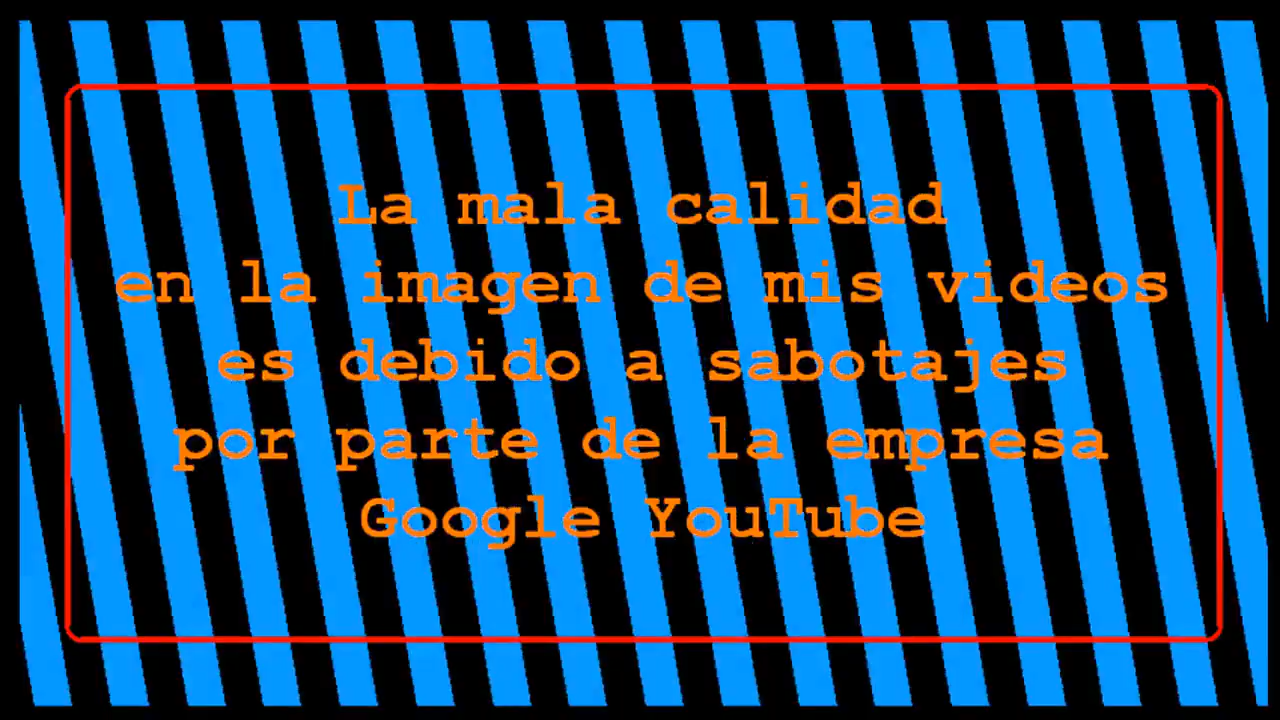 La mala calidad
en la imagen de mis videos
es debido a sabotajes
por parte de la empresa
Google YouTube